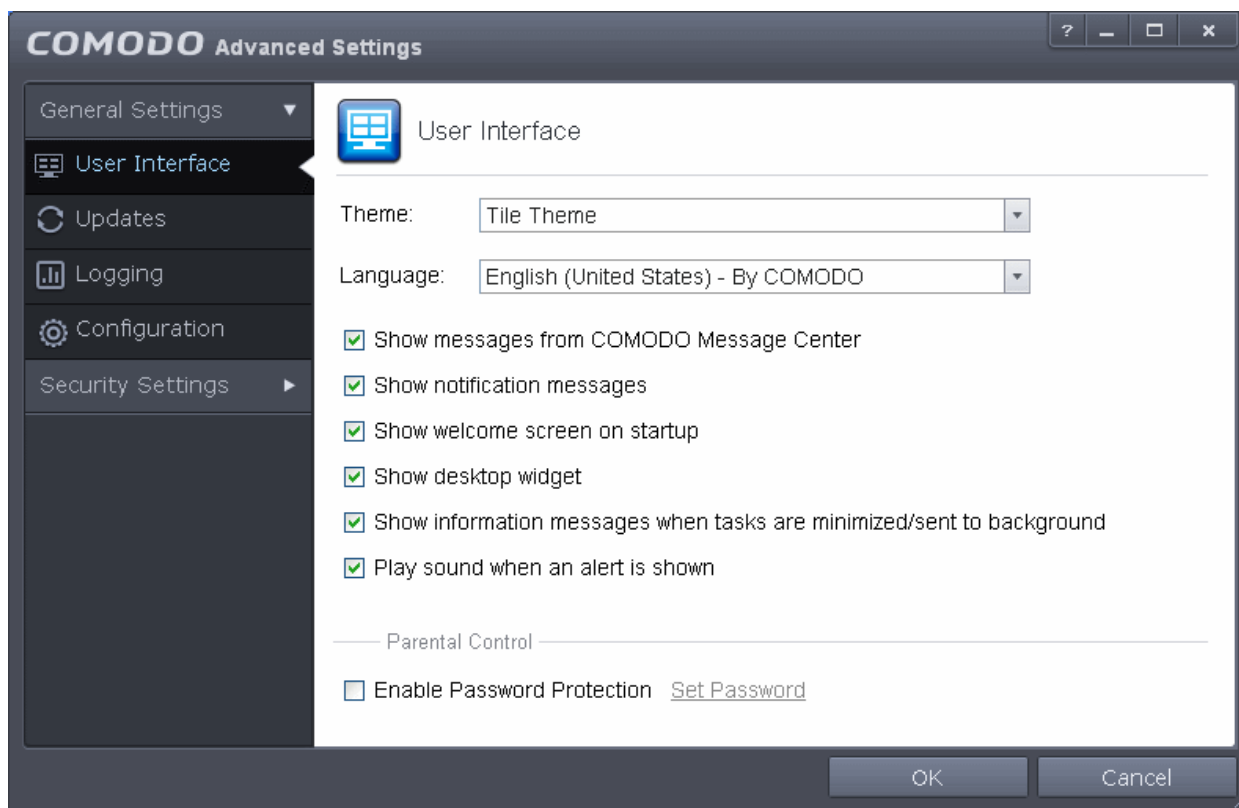 COMODO Advanced Settings
?
General Settings
User Interface
Updates
Logging
Configuration
Security Settings
User Interface
Theme: Tile Theme
Language: English (United States) - By COMODO
Show messages from COMODO Message Center
Show notification messages
Show welcome screen on startup
Show desktop widget
Show information messages when tasks are minimized/sent to background
Play sound when an alert is shown
Parental Control
Enable Password Protection Set Password
OK Cancel